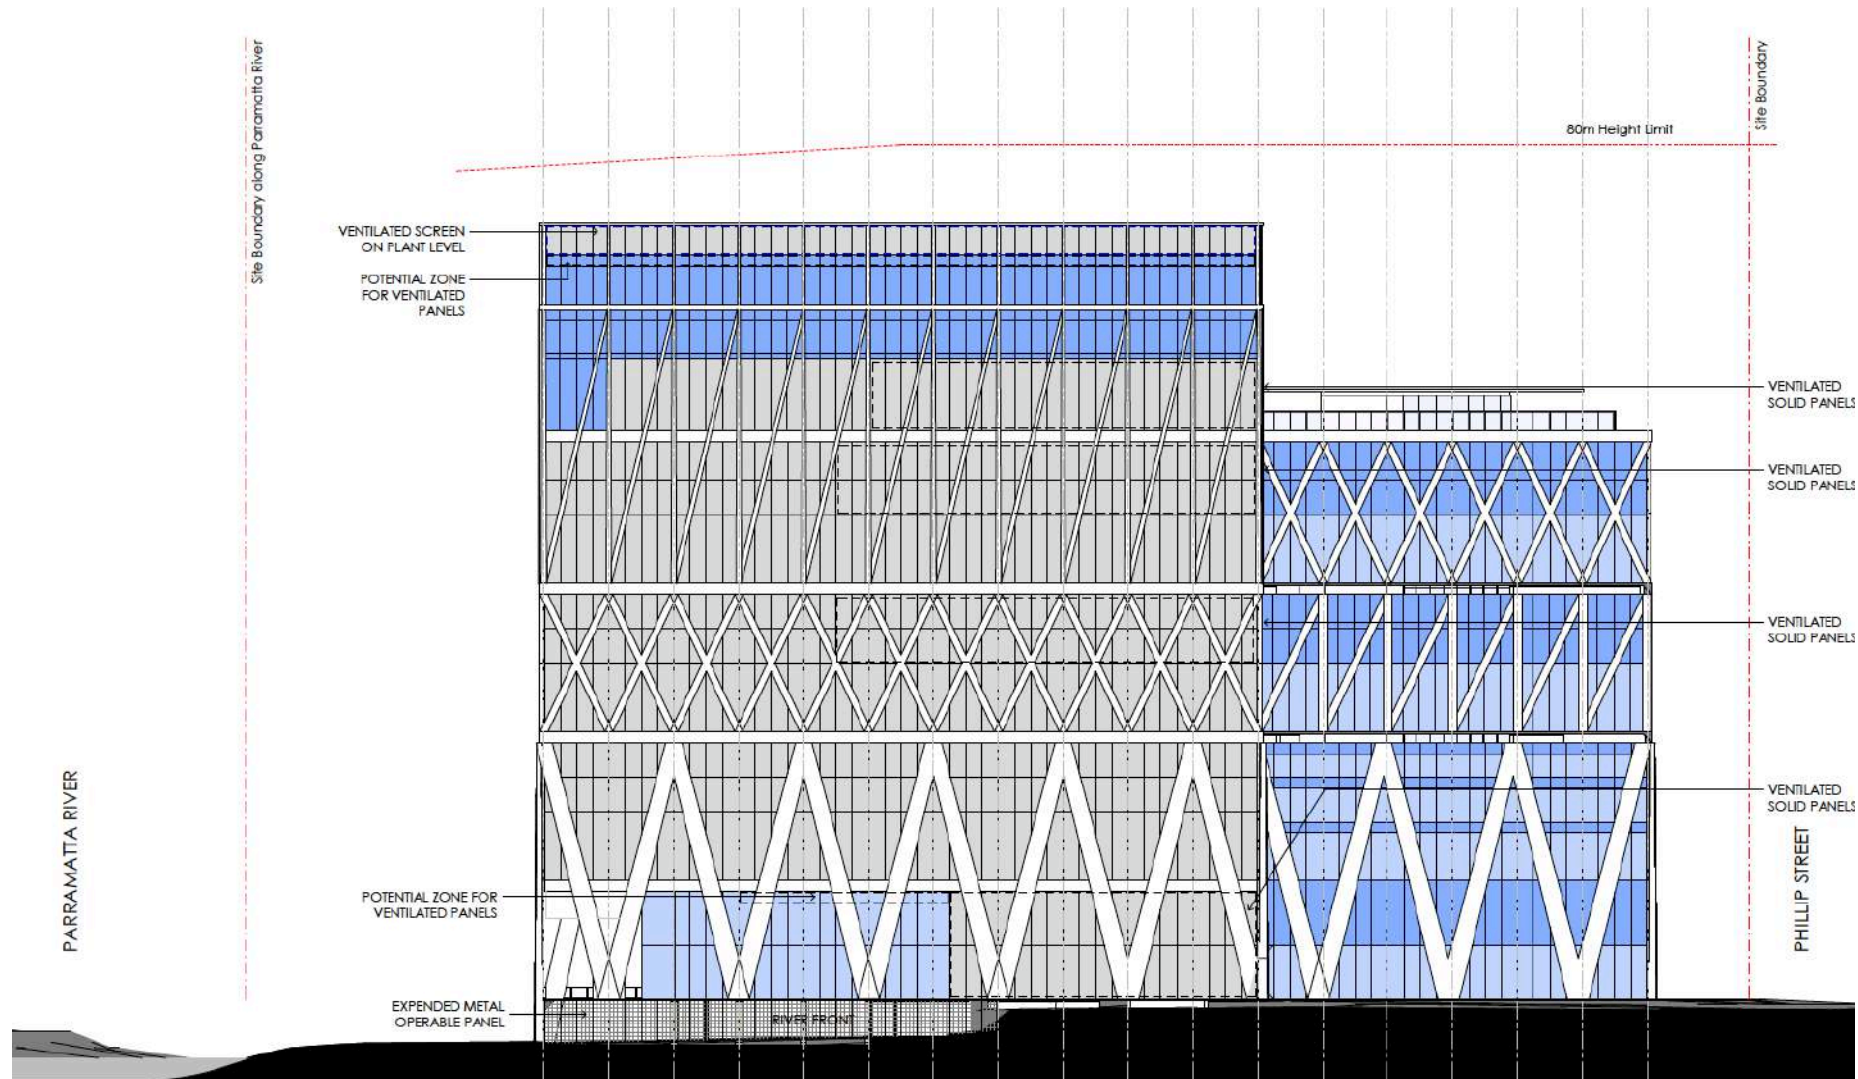 Site Boundary along Parramatta River
Site Boundary
80m Height Limit
VENTILATED SCREEN
ON PLANT LEVEL
POTENTIAL ZONE
FOR VENTILATED
PANELS
VENTILATED
SOLID PANELS
VENTILATED
SOLID PANELS
VENTILATED
SOLID PANELS
VENTILATED
SOLID PANELS
PARRAMATTA RIVER
PHILLIP STREET
POTENTIAL ZONE FOR
VENTILATED PANELS
EXPENDED METAL
OPERABLE PANEL
RIVER FRONT